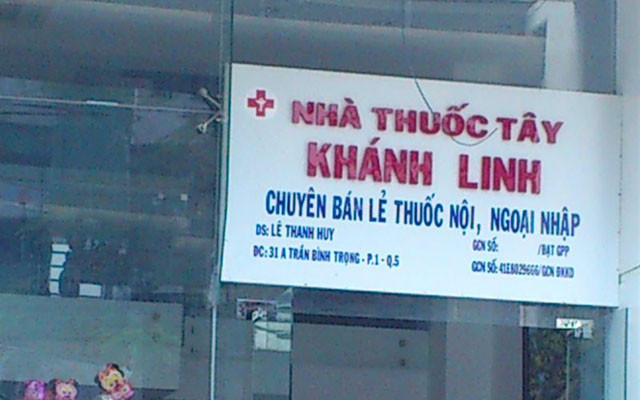 NHÀ THUỐC TÂY
KHÁNH LINH
CHUYÊN BÁN LẺ THUỐC NỘI, NGOẠI NHẬP
DS: LÊ THANH HUY
GCN SỐ: /ĐẠT GPP
ĐC: 31 A TRẦN BÌNH TRỌNG - P.1 - Q.5
GCN SỐ: 41E8029666/GCN ĐKKD